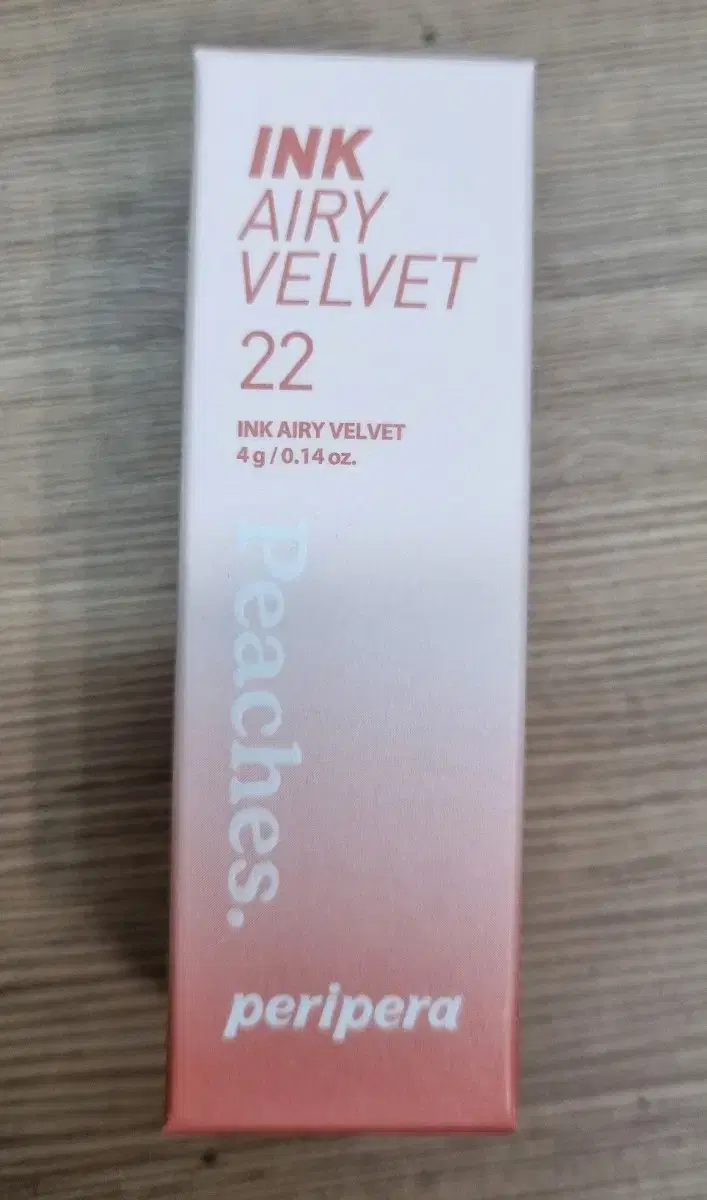 INK
AIRY
VELVET
22
INK AIRY VELVET
4 g / 0.14 oz.
Peaches.
peripera